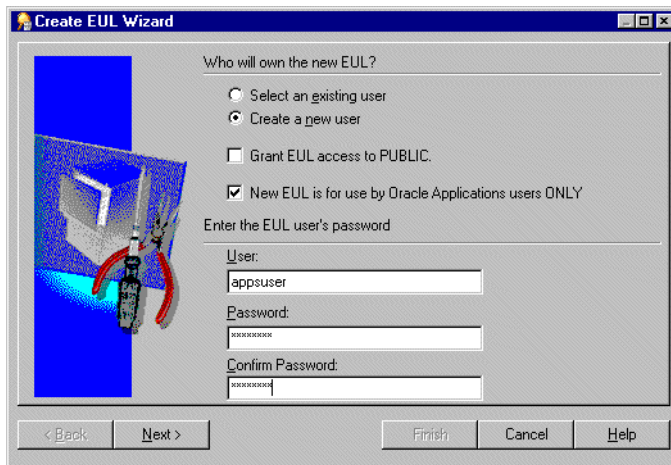 Create EUL Wizard
Who will own the new EUL?
Select an existing user
Create a new user
Grant EUL access to PUBLIC.
New EUL is for use by Oracle Applications users ONLY
Enter the EUL user's password
User:
appsuser
Password:
********
Confirm Password:
********
< Back
Next >
Finish
Cancel
Help